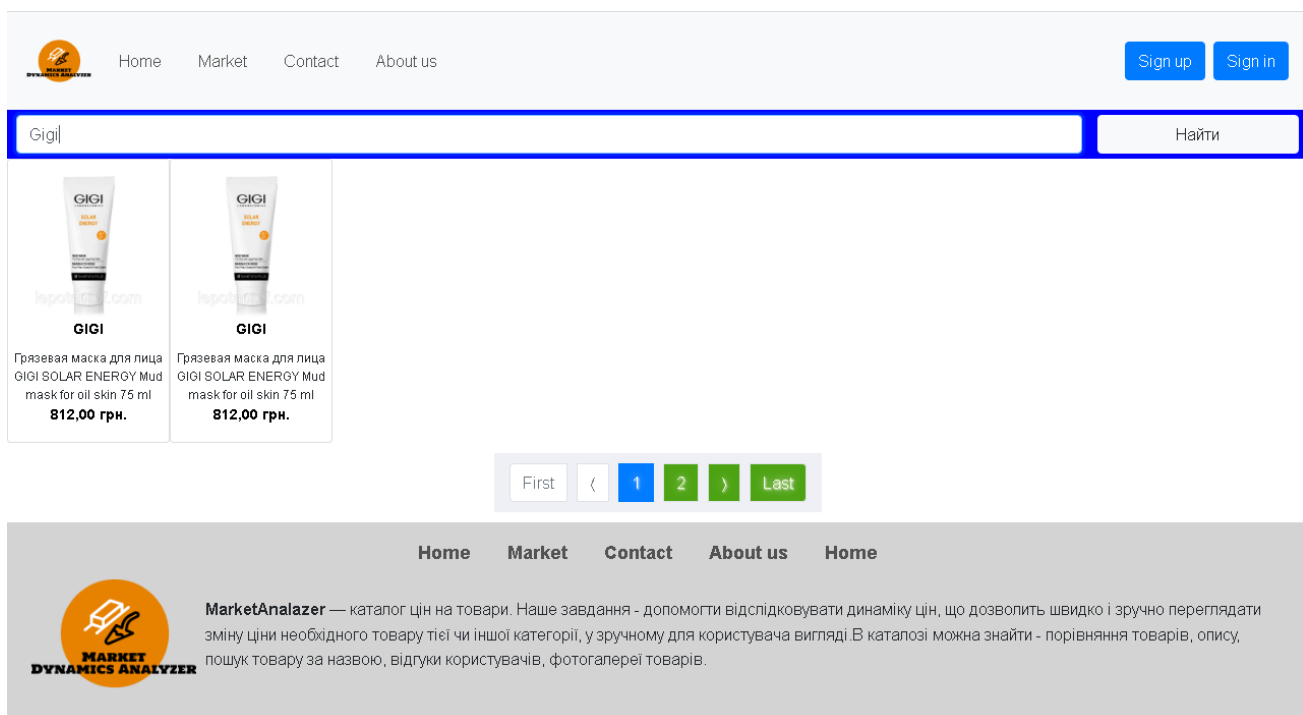 MARKET
DYNAMICS ANALYZER
Home Market Contact About us Sign up Sign in
Gigi Найти
GIGI
SOLAR
ENERGY
GIGI
SOLAR
ENERGY
GIGI
Грязевая маска для лица
GIGI SOLAR ENERGY Mud
mask for oil skin 75 ml
812,00 грн.
GIGI
Грязевая маска для лица
GIGI SOLAR ENERGY Mud
mask for oil skin 75 ml
812,00 грн.
First ⟨ 1 2 ⟩ Last
Home Market Contact About us Home
MARKET
DYNAMICS ANALYZER
MarketAnalazer — каталог цін на товари. Наше завдання - допомогти відслідковувати динаміку цін, що дозволить швидко і зручно переглядати
зміну ціни необхідного товару тієї чи іншої категорії, у зручному для користувача вигляді.В каталозі можна знайти - порівняння товарів, опису,
пошук товару за назвою, відгуки користувачів, фотогалереї товарів.